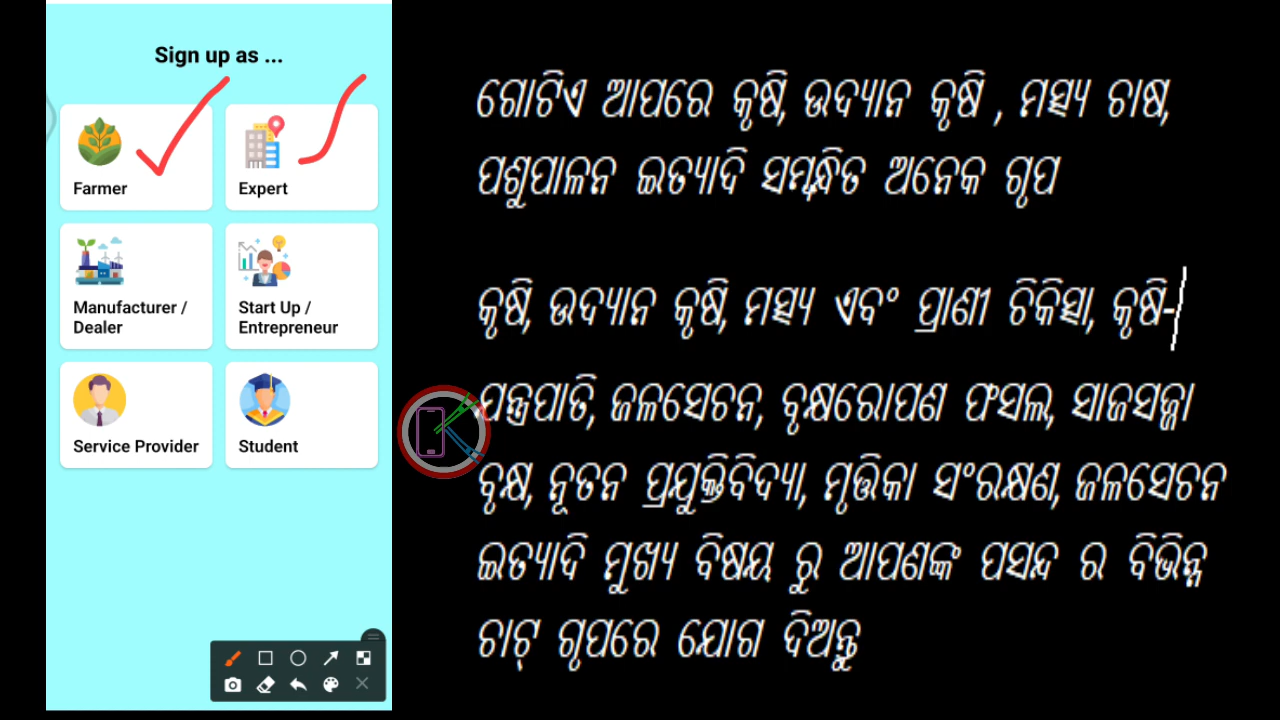 Sign up as ...
Farmer
Expert
Manufacturer /
Dealer
Start Up /
Entrepreneur
Service Provider
Student
ଗୋଟିଏ ଆପରେ କୃଷି, ଉଦ୍ୟାନ କୃଷି , ମତ୍ସ୍ୟ ଚାଷ,
ପଶୁପାଳନ ଇତ୍ୟାଦି ସମ୍ବନ୍ଧିତ ଅନେକ ଗୃପ
କୃଷି, ଉଦ୍ୟାନ କୃଷି, ମତ୍ସ୍ୟ ଏବଂ ପ୍ରାଣୀ ଚିକିତ୍ସା, କୃଷି-
ଯନ୍ତ୍ରପାତି, ଜଳସେଚନ, ବୃକ୍ଷରୋପଣ ଫସଲ, ସାଜସଜ୍ଜା
ବୃକ୍ଷ, ନୂତନ ପ୍ରଯୁକ୍ତିବିଦ୍ୟା, ମୃତ୍ତିକା ସଂରକ୍ଷଣ, ଜଳସେଚନ
ଇତ୍ୟାଦି ମୁଖ୍ୟ ବିଷୟ ରୁ ଆପଣଙ୍କ ପସନ୍ଦ ର ବିଭିନ୍ନ
ଚାଟ୍ ଗୃପରେ ଯୋଗ ଦିଅନ୍ତୁ